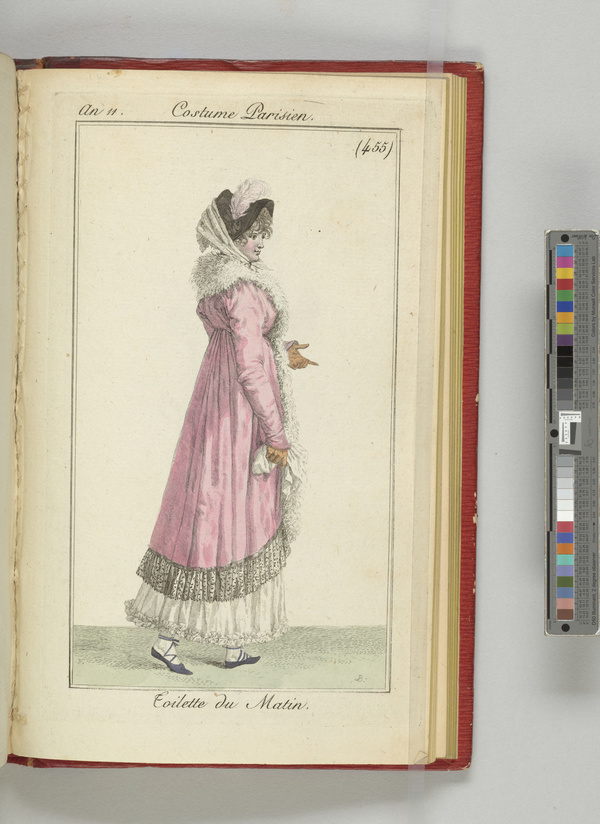 An 11.
Costume Parisien.
(455)
Toilette du Matin.